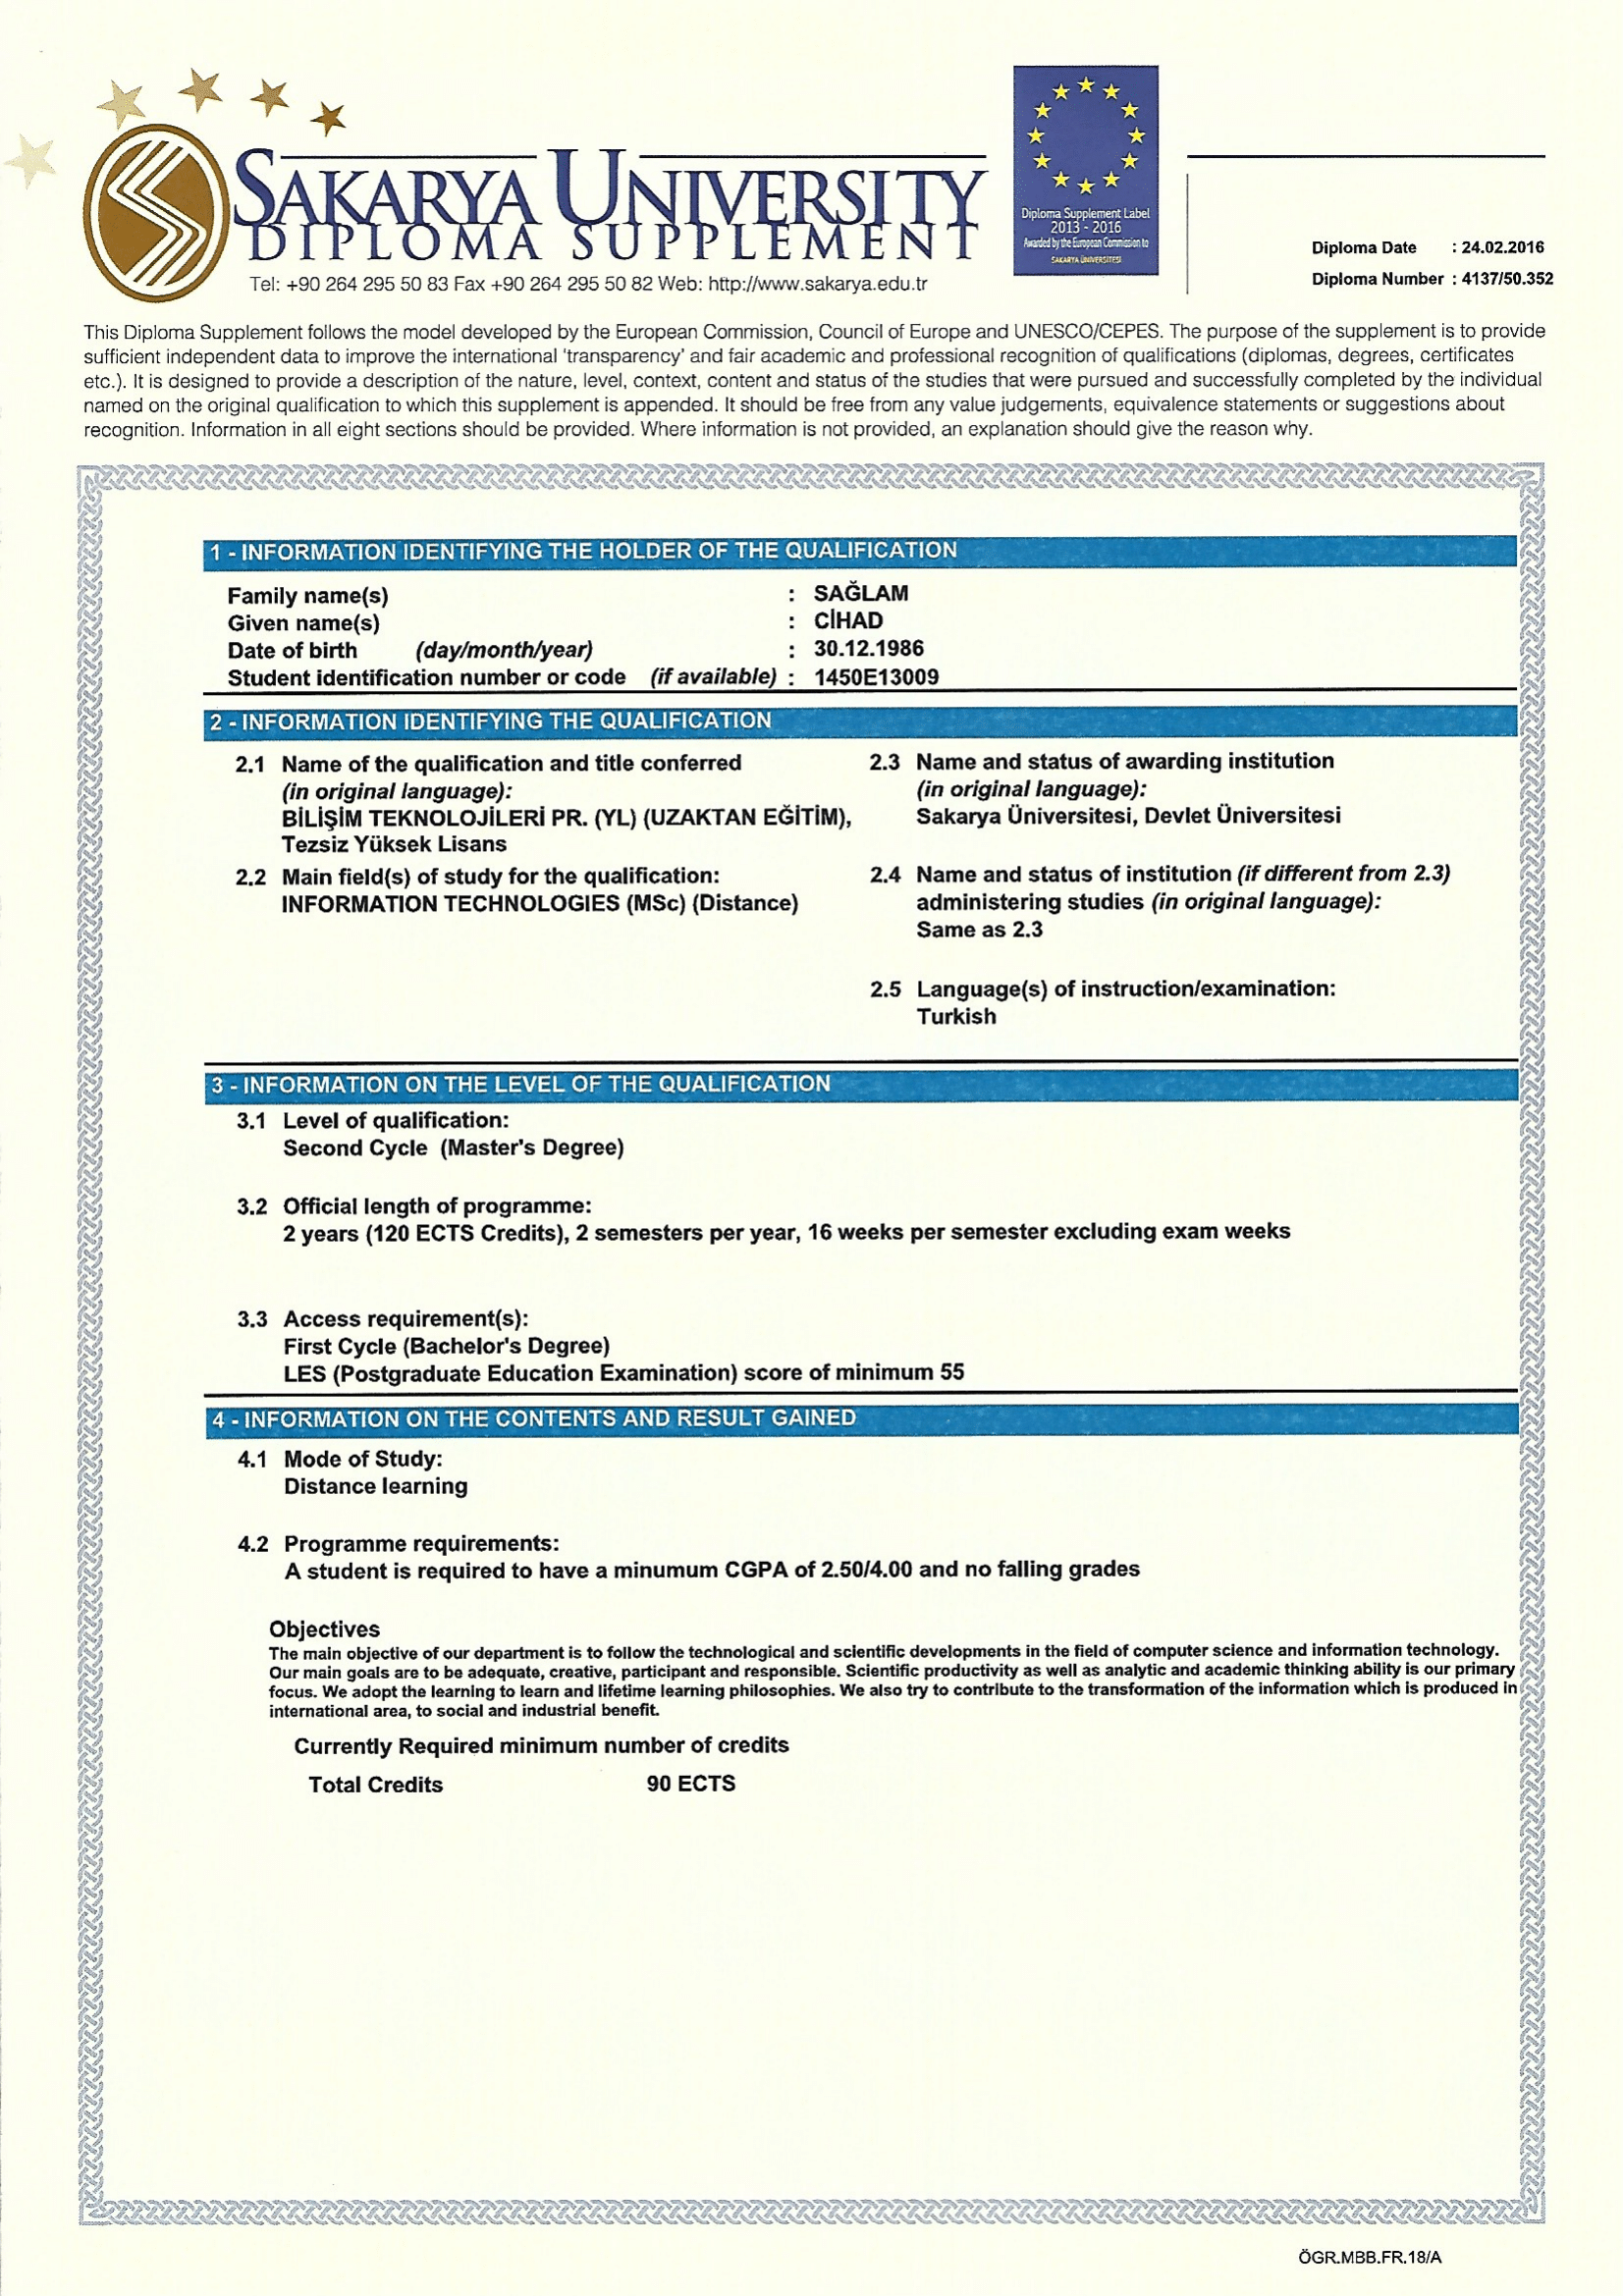 SAKARYA UNIVERSITY
DIPLOMA SUPPLEMENT
Tel: +90 264 295 50 83 Fax +90 264 295 50 82 Web: http://www.sakarya.edu.tr
Diploma Supplement Label
2013 - 2016
Awarded by the European Commission to
SAKARYA ÜNİVERSİTESİ
Diploma Date : 24.02.2016
Diploma Number : 4137/50.352
This Diploma Supplement follows the model developed by the European Commission, Council of Europe and UNESCO/CEPES. The purpose of the supplement is to provide
sufficient independent data to improve the international 'transparency' and fair academic and professional recognition of qualifications (diplomas, degrees, certificates
etc.). It is designed to provide a description of the nature, level, context, content and status of the studies that were pursued and successfully completed by the individual
named on the original qualification to which this supplement is appended. It should be free from any value judgements, equivalence statements or suggestions about
recognition. Information in all eight sections should be provided. Where information is not provided, an explanation should give the reason why.
1 - INFORMATION IDENTIFYING THE HOLDER OF THE QUALIFICATION
Family name(s) : SAĞLAM
Given name(s) : CİHAD
Date of birth (day/month/year) : 30.12.1986
Student identification number or code (if available) : 1450E13009
2 - INFORMATION IDENTIFYING THE QUALIFICATION
2.1 Name of the qualification and title conferred
(in original language):
BİLİŞİM TEKNOLOJİLERİ PR. (YL) (UZAKTAN EĞİTİM),
Tezsiz Yüksek Lisans
2.2 Main field(s) of study for the qualification:
INFORMATION TECHNOLOGIES (MSc) (Distance)
2.3 Name and status of awarding institution
(in original language):
Sakarya Üniversitesi, Devlet Üniversitesi
2.4 Name and status of institution (if different from 2.3)
administering studies (in original language):
Same as 2.3
2.5 Language(s) of instruction/examination:
Turkish
3 - INFORMATION ON THE LEVEL OF THE QUALIFICATION
3.1 Level of qualification:
Second Cycle (Master's Degree)
3.2 Official length of programme:
2 years (120 ECTS Credits), 2 semesters per year, 16 weeks per semester excluding exam weeks
3.3 Access requirement(s):
First Cycle (Bachelor's Degree)
LES (Postgraduate Education Examination) score of minimum 55
4 - INFORMATION ON THE CONTENTS AND RESULT GAINED
4.1 Mode of Study:
Distance learning
4.2 Programme requirements:
A student is required to have a minumum CGPA of 2.50/4.00 and no falling grades
Objectives
The main objective of our department is to follow the technological and scientific developments in the field of computer science and information technology.
Our main goals are to be adequate, creative, participant and responsible. Scientific productivity as well as analytic and academic thinking ability is our primary
focus. We adopt the learning to learn and lifetime learning philosophies. We also try to contribute to the transformation of the information which is produced in
international area, to social and industrial benefit.
Currently Required minimum number of credits
Total Credits 90 ECTS
ÖGR.MBB.FR.18/A